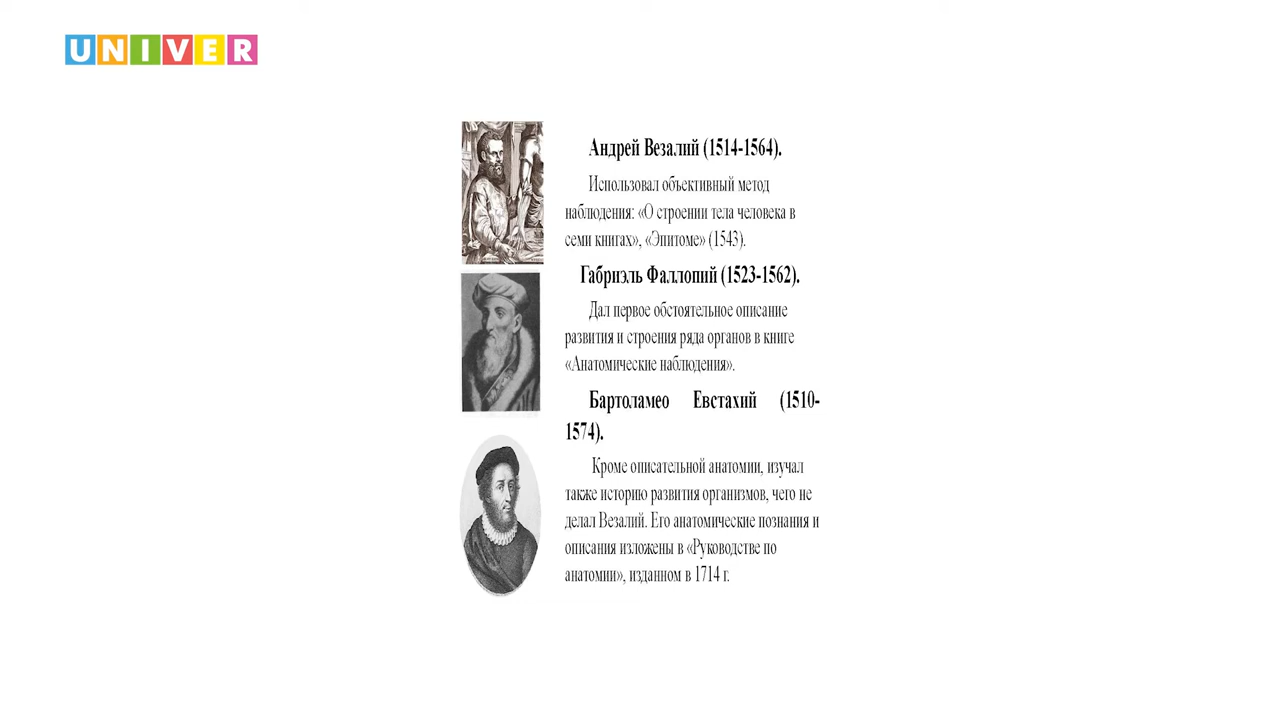 UNIVER
Андрей Везалий (1514-1564).
Использовал объективный метод
наблюдения: «О строении тела человека в
семи книгах», «Эпитоме» (1543).
Габриэль Фаллопий (1523-1562).
Дал первое обстоятельное описание
развития и строения ряда органов в книге
«Анатомические наблюдения».
Бартоламео Евстахий (1510-
1574).
Кроме описательной анатомии, изучал
также историю развития организмов, чего не
делал Везалий. Его анатомические познания и
описания изложены в «Руководстве по
анатомии», изданном в 1714 г.